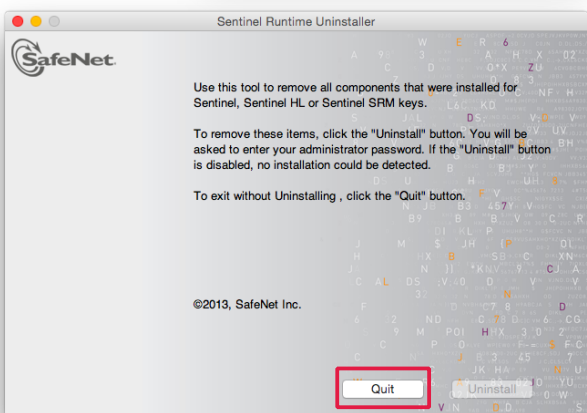 Sentinel Runtime Uninstaller
SafeNet.
Use this tool to remove all components that were installed for
Sentinel, Sentinel HL or Sentinel SRM keys.
To remove these items, click the "Uninstall" button. You will be
asked to enter your administrator password. If the "Uninstall" button
is disabled, no installation could be detected.
To exit without Uninstalling , click the "Quit" button.
©2013, SafeNet Inc.
Quit
Uninstall